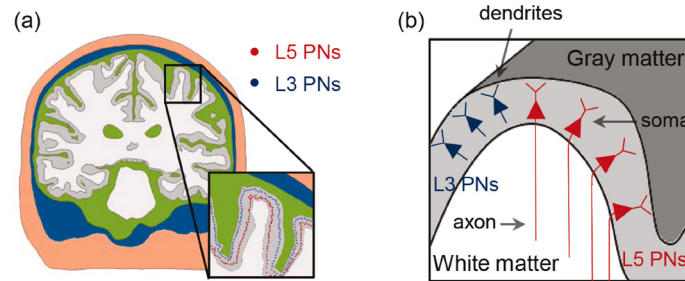 (a)
L5 PNs
L3 PNs
(b)
dendrites
Gray matter
soma
L3 PNs
axon
White matter
L5 PNs